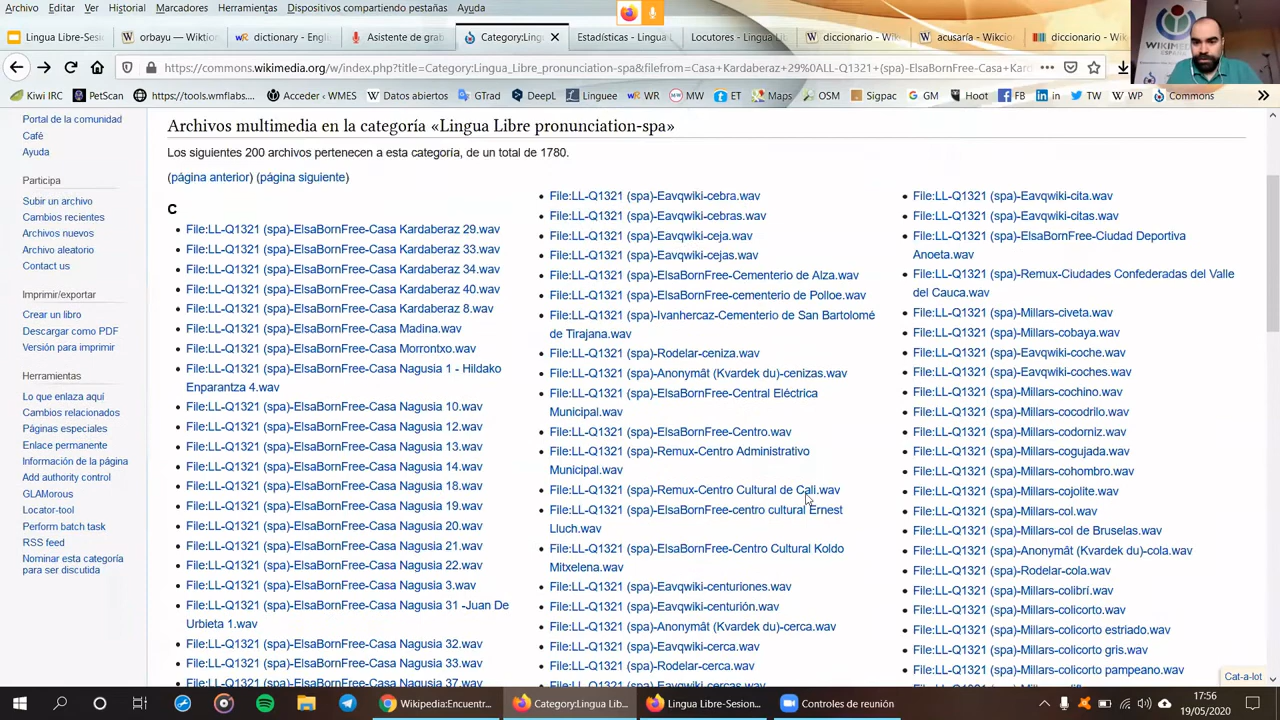 Archivo Editar Ver Historial Marcadores Herramientas Dispositivos compartiendo pestañas Ayuda
Lingua Libre-Sesi
orbayu — Wiktion
dictionary - Engl
Asistente de grab
Category:Lingu
Estadísticas - Lingua L
Locutores - Lingua Lib
diccionario - Wi
acusaría - Wikcio
diccionari
WIKIMEDIA
ESPAÑA
https://commons.wikimedia.org/w/index.php?title=Category:Lingua_Libre_pronunciation-spa&filefrom=Casa+Kardaberaz+29%0ALL-Q1321+(spa)-ElsaBornFree-Casa+Kard
Kiwi IRC PetScan https://tools.wmflabs... Acceder ‹ WMES Datos abiertos GTrad DeepL Linguee WR MW ET Maps OSM Sigpac GM Hoot FB in TW WP Commons
Portal de la comunidad
Café
Ayuda
Participa
Subir un archivo
Cambios recientes
Archivos nuevos
Archivo aleatorio
Contact us
Imprimir/exportar
Crear un libro
Descargar como PDF
Versión para imprimir
Herramientas
Lo que enlaza aquí
Cambios relacionados
Páginas especiales
Enlace permanente
Información de la página
Add authority control
GLAMorous
Locator-tool
Perform batch task
RSS feed
Nominar esta categoría
para ser discutida
Archivos multimedia en la categoría «Lingua Libre pronunciation-spa»
Los siguientes 200 archivos pertenecen a esta categoría, de un total de 1780.
(página anterior) (página siguiente)
C
File:LL-Q1321 (spa)-ElsaBornFree-Casa Kardaberaz 29.wav
File:LL-Q1321 (spa)-ElsaBornFree-Casa Kardaberaz 33.wav
File:LL-Q1321 (spa)-ElsaBornFree-Casa Kardaberaz 34.wav
File:LL-Q1321 (spa)-ElsaBornFree-Casa Kardaberaz 40.wav
File:LL-Q1321 (spa)-ElsaBornFree-Casa Kardaberaz 8.wav
File:LL-Q1321 (spa)-ElsaBornFree-Casa Madina.wav
File:LL-Q1321 (spa)-ElsaBornFree-Casa Morrontxo.wav
File:LL-Q1321 (spa)-ElsaBornFree-Casa Nagusia 1 - Hildako
Enparantza 4.wav
File:LL-Q1321 (spa)-ElsaBornFree-Casa Nagusia 10.wav
File:LL-Q1321 (spa)-ElsaBornFree-Casa Nagusia 12.wav
File:LL-Q1321 (spa)-ElsaBornFree-Casa Nagusia 13.wav
File:LL-Q1321 (spa)-ElsaBornFree-Casa Nagusia 14.wav
File:LL-Q1321 (spa)-ElsaBornFree-Casa Nagusia 18.wav
File:LL-Q1321 (spa)-ElsaBornFree-Casa Nagusia 19.wav
File:LL-Q1321 (spa)-ElsaBornFree-Casa Nagusia 20.wav
File:LL-Q1321 (spa)-ElsaBornFree-Casa Nagusia 21.wav
File:LL-Q1321 (spa)-ElsaBornFree-Casa Nagusia 22.wav
File:LL-Q1321 (spa)-ElsaBornFree-Casa Nagusia 3.wav
File:LL-Q1321 (spa)-ElsaBornFree-Casa Nagusia 31 -Juan De
Urbieta 1.wav
File:LL-Q1321 (spa)-ElsaBornFree-Casa Nagusia 32.wav
File:LL-Q1321 (spa)-ElsaBornFree-Casa Nagusia 33.wav
File:LL-Q1321 (spa)-ElsaBornFree-Casa Nagusia 37.wav
File:LL-Q1321 (spa)-Eavqwiki-cebra.wav
File:LL-Q1321 (spa)-Eavqwiki-cebras.wav
File:LL-Q1321 (spa)-Eavqwiki-ceja.wav
File:LL-Q1321 (spa)-Eavqwiki-cejas.wav
File:LL-Q1321 (spa)-ElsaBornFree-Cementerio de Alza.wav
File:LL-Q1321 (spa)-ElsaBornFree-cementerio de Polloe.wav
File:LL-Q1321 (spa)-Ivanhercaz-Cementerio de San Bartolomé
de Tirajana.wav
File:LL-Q1321 (spa)-Rodelar-ceniza.wav
File:LL-Q1321 (spa)-Anonymât (Kvardek du)-cenizas.wav
File:LL-Q1321 (spa)-ElsaBornFree-Central Eléctrica
Municipal.wav
File:LL-Q1321 (spa)-ElsaBornFree-Centro.wav
File:LL-Q1321 (spa)-Remux-Centro Administrativo
Municipal.wav
File:LL-Q1321 (spa)-Remux-Centro Cultural de Cali.wav
File:LL-Q1321 (spa)-ElsaBornFree-centro cultural Ernest
Lluch.wav
File:LL-Q1321 (spa)-ElsaBornFree-Centro Cultural Koldo
Mitxelena.wav
File:LL-Q1321 (spa)-Eavqwiki-centuriones.wav
File:LL-Q1321 (spa)-Eavqwiki-centurión.wav
File:LL-Q1321 (spa)-Anonymât (Kvardek du)-cerca.wav
File:LL-Q1321 (spa)-Eavqwiki-cerca.wav
File:LL-Q1321 (spa)-Rodelar-cerca.wav
File:LL-Q1321 (spa)-Eavqwiki-cercas.wav
File:LL-Q1321 (spa)-Eavqwiki-cita.wav
File:LL-Q1321 (spa)-Eavqwiki-citas.wav
File:LL-Q1321 (spa)-ElsaBornFree-Ciudad Deportiva
Anoeta.wav
File:LL-Q1321 (spa)-Remux-Ciudades Confederadas del Valle
del Cauca.wav
File:LL-Q1321 (spa)-Millars-civeta.wav
File:LL-Q1321 (spa)-Millars-cobaya.wav
File:LL-Q1321 (spa)-Eavqwiki-coche.wav
File:LL-Q1321 (spa)-Eavqwiki-coches.wav
File:LL-Q1321 (spa)-Millars-cochino.wav
File:LL-Q1321 (spa)-Millars-cocodrilo.wav
File:LL-Q1321 (spa)-Millars-codorniz.wav
File:LL-Q1321 (spa)-Millars-cogujada.wav
File:LL-Q1321 (spa)-Millars-cohombro.wav
File:LL-Q1321 (spa)-Millars-cojolite.wav
File:LL-Q1321 (spa)-Millars-col.wav
File:LL-Q1321 (spa)-Millars-col de Bruselas.wav
File:LL-Q1321 (spa)-Anonymât (Kvardek du)-cola.wav
File:LL-Q1321 (spa)-Rodelar-cola.wav
File:LL-Q1321 (spa)-Millars-colibrí.wav
File:LL-Q1321 (spa)-Millars-colicorto.wav
File:LL-Q1321 (spa)-Millars-colicorto estriado.wav
File:LL-Q1321 (spa)-Millars-colicorto gris.wav
File:LL-Q1321 (spa)-Millars-colicorto pampeano.wav
Cat-a-lot
Wikipedia:Encuentr...
Category:Lingua Lib...
Lingua Libre-Sesion...
Controles de reunión
17:56
19/05/2020